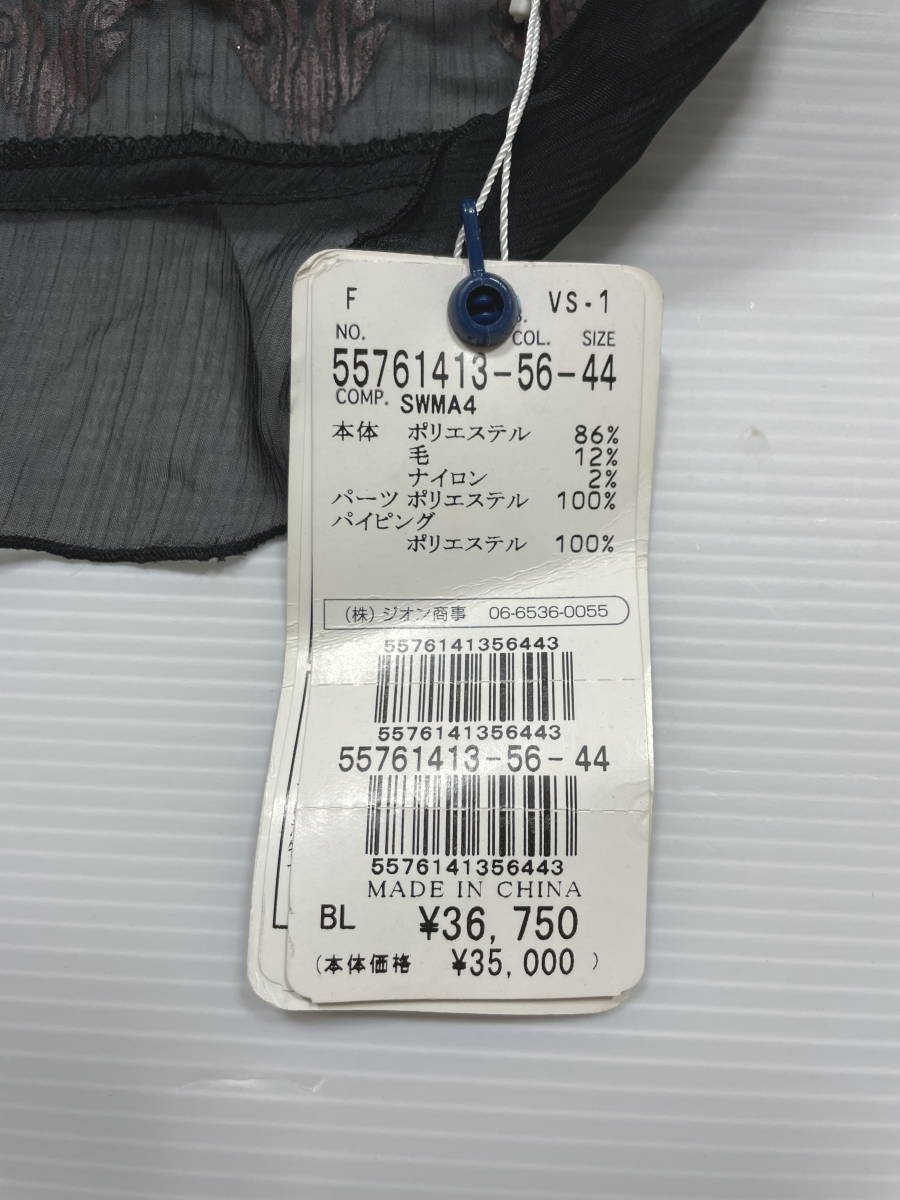 F VS-1
NO. COL. SIZE
55761413-56-44
COMP. SWMA4
本体 ポリエステル 86%
毛 12%
ナイロン 2%
パーツ ポリエステル 100%
パイピング
ポリエステル 100%
（株）ジオン商事 06-6536-0055
5576141356443
5576141356443
55761413-56-44
5576141356443
MADE IN CHINA
BL ¥36,750
(本体価格 ¥35,000 )